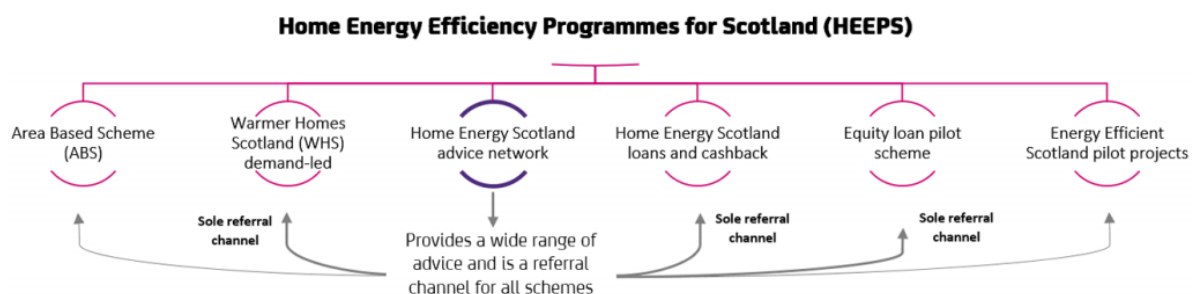 Home Energy Efficiency Programmes for Scotland (HEEPS)
Area Based Scheme
(ABS)
Warmer Homes
Scotland (WHS)
demand-led
Home Energy Scotland
advice network
Home Energy Scotland
loans and cashback
Equity loan pilot
scheme
Energy Efficient
Scotland pilot projects
Sole referral
channel
Provides a wide range of
advice and is a referral
channel for all schemes
Sole referral
channel
Sole referral
channel